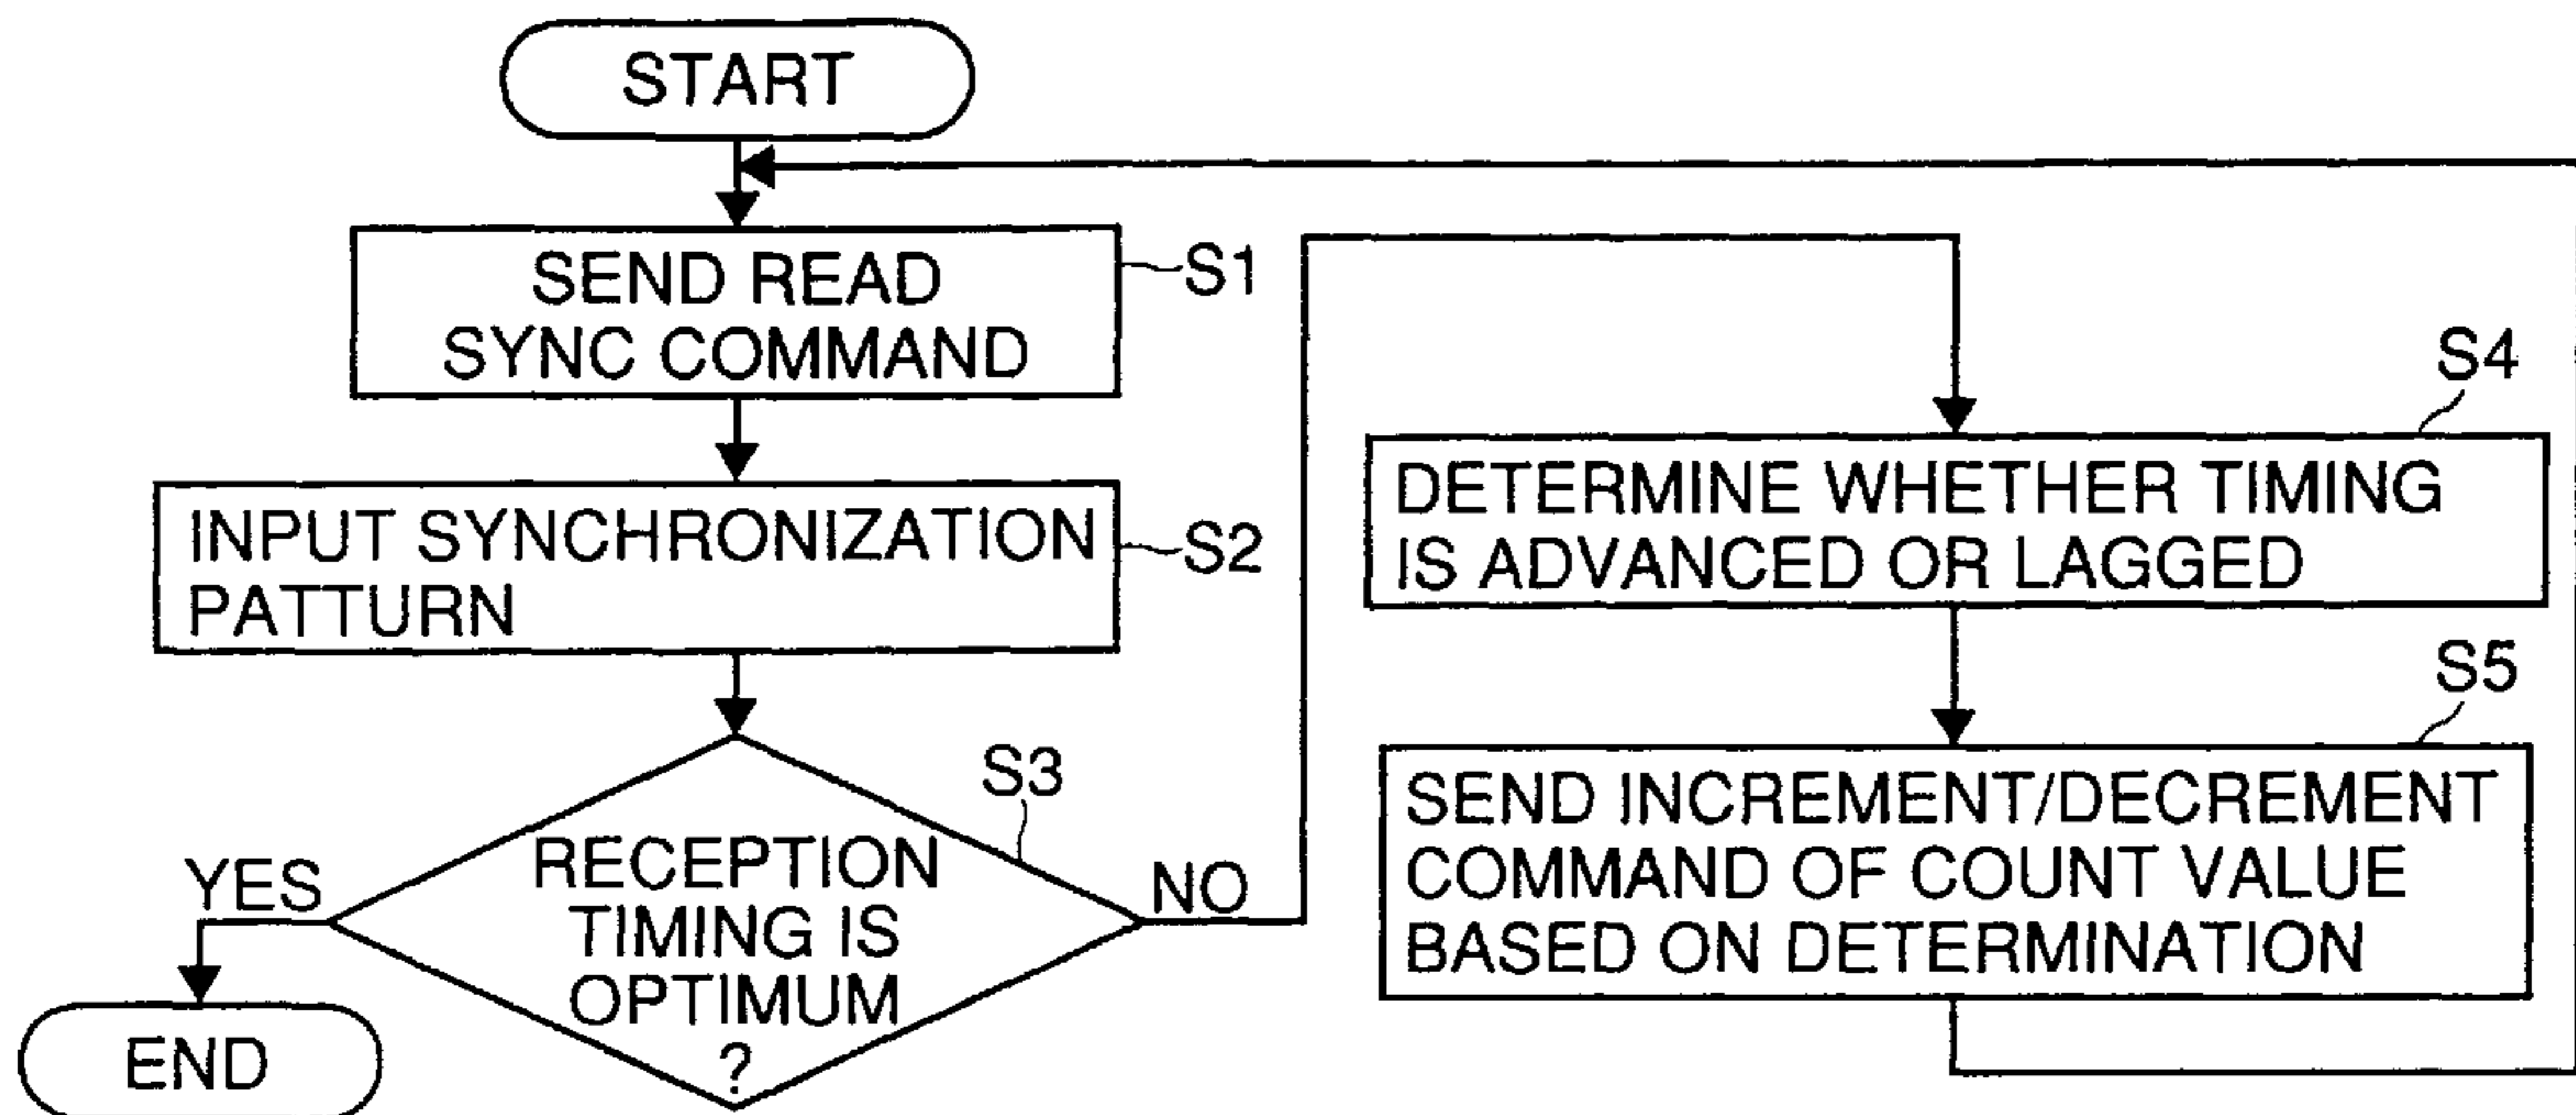 START
SEND READ
SYNC COMMAND
S1
INPUT SYNCHRONIZATION
PATTURN
S2
S3
RECEPTION
TIMING IS
OPTIMUM
?
YES
NO
END
S4
DETERMINE WHETHER TIMING
IS ADVANCED OR LAGGED
S5
SEND INCREMENT/DECREMENT
COMMAND OF COUNT VALUE
BASED ON DETERMINATION